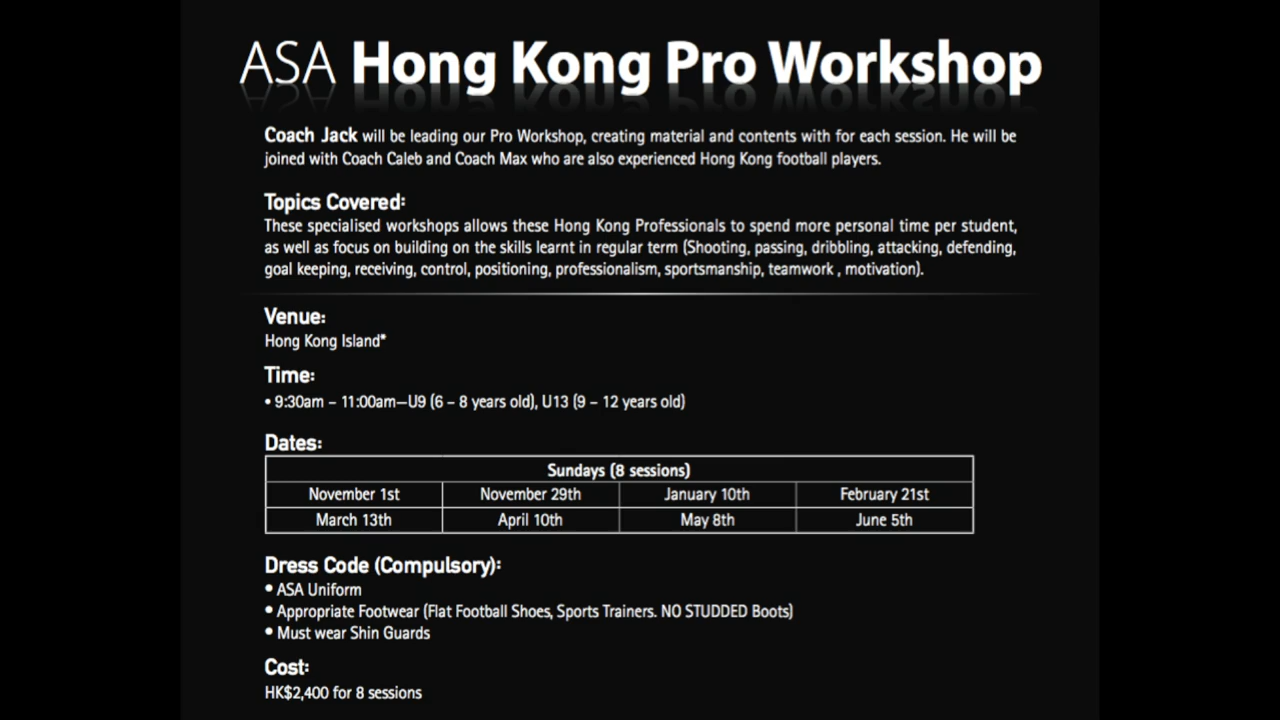 ASA Hong Kong Pro Workshop
Coach Jack will be leading our Pro Workshop, creating material and contents with for each session. He will be
joined with Coach Caleb and Coach Max who are also experienced Hong Kong football players.
Topics Covered:
These specialised workshops allows these Hong Kong Professionals to spend more personal time per student,
as well as focus on building on the skills learnt in regular term (Shooting, passing, dribbling, attacking, defending,
goal keeping, receiving, control, positioning, professionalism, sportsmanship, teamwork , motivation).
Venue:
Hong Kong Island*
Time:
• 9:30am – 11:00am—U9 (6 – 8 years old), U13 (9 – 12 years old)
Dates:
Sundays (8 sessions)
November 1st November 29th January 10th February 21st
March 13th April 10th May 8th June 5th
Dress Code (Compulsory):
• ASA Uniform
• Appropriate Footwear (Flat Football Shoes, Sports Trainers. NO STUDDED Boots)
• Must wear Shin Guards
Cost:
HK$2,400 for 8 sessions